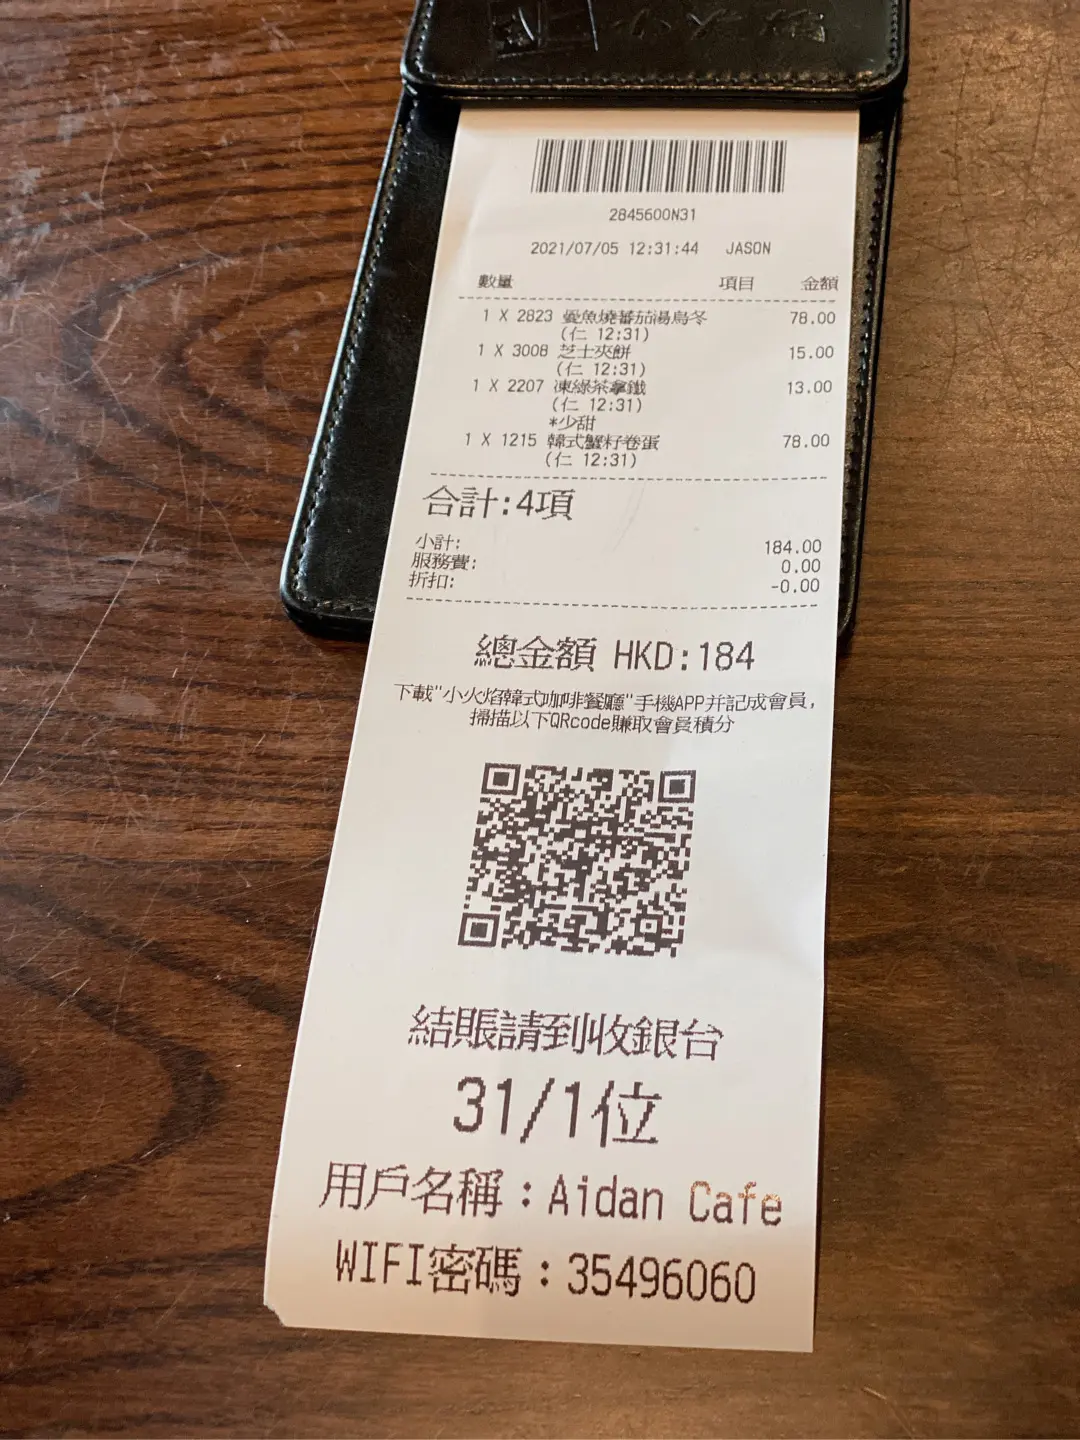 2845600N31
2021/07/05 12:31:44 JASON
數量 項目 金額
1 X 2823 鰻魚燒蕃茄湯烏冬 78.00
(仁 12:31)
1 X 3008 芝士夾餅 15.00
(仁 12:31)
1 X 2207 凍綠茶拿鐵 13.00
(仁 12:31)
*少甜
1 X 1215 韓式蟹籽卷蛋 78.00
(仁 12:31)
合計:4項
小計: 184.00
服務費: 0.00
折扣: -0.00
總金額 HKD:184
下載"小火焰韓式咖啡餐廳"手機APP并記成會員,
掃描以下QRcode賺取會員積分
結賬請到收銀台
31/1位
用戶名稱:Aidan Cafe
WIFI密碼:35496060